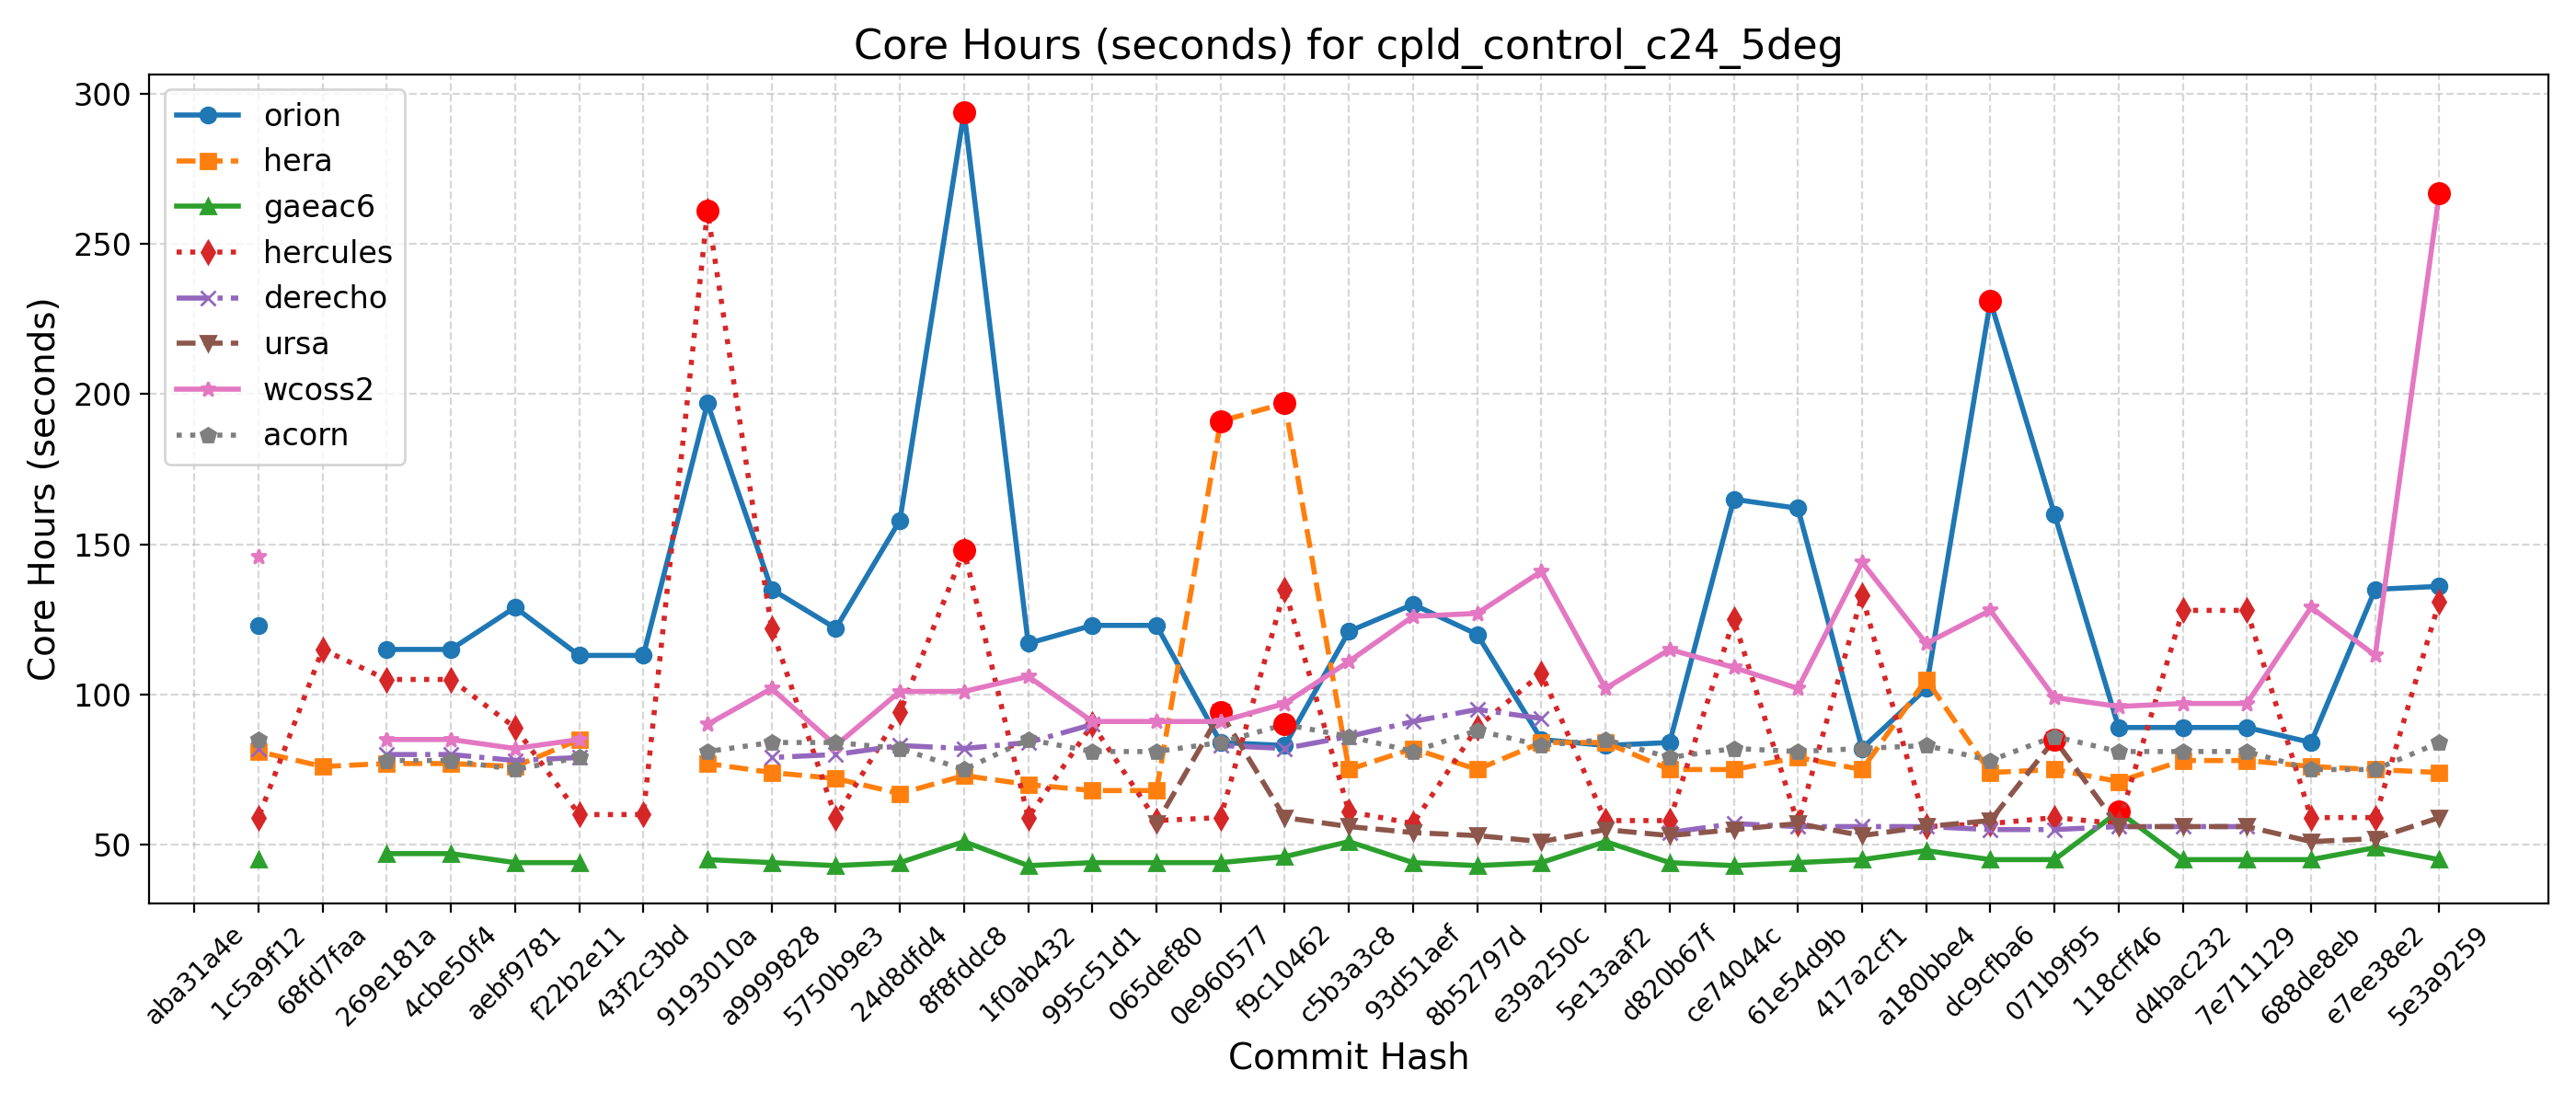 Core Hours (seconds) for cpld_control_c24_5deg
Core Hours (seconds)
300
250
200
150
100
50
orion
hera
gaeac6
hercules
derecho
ursa
wcoss2
acorn
aba31a4e
1c5a9f12
68fd7faa
269e181a
4cbe50f4
aebf9781
f22b2e11
43f2c3bd
9193010a
a9999828
5750b9e3
24d8dfd4
8f8fddc8
1f0ab432
995c51d1
065def80
0e960577
f9c10462
c5b3a3c8
93d51aef
8b52797d
e39a250c
5e13aaf2
d820b67f
ce74044c
61e54d9b
417a2cf1
a180bbe4
dc9cfba6
071b9f95
118cff46
d4bac232
7e711129
688de8eb
e7ee38e2
5e3a9259
Commit Hash